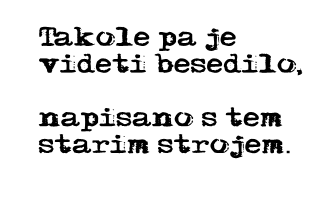 Takole pa je
videti besedilo,
napisano s tem
starim strojem.